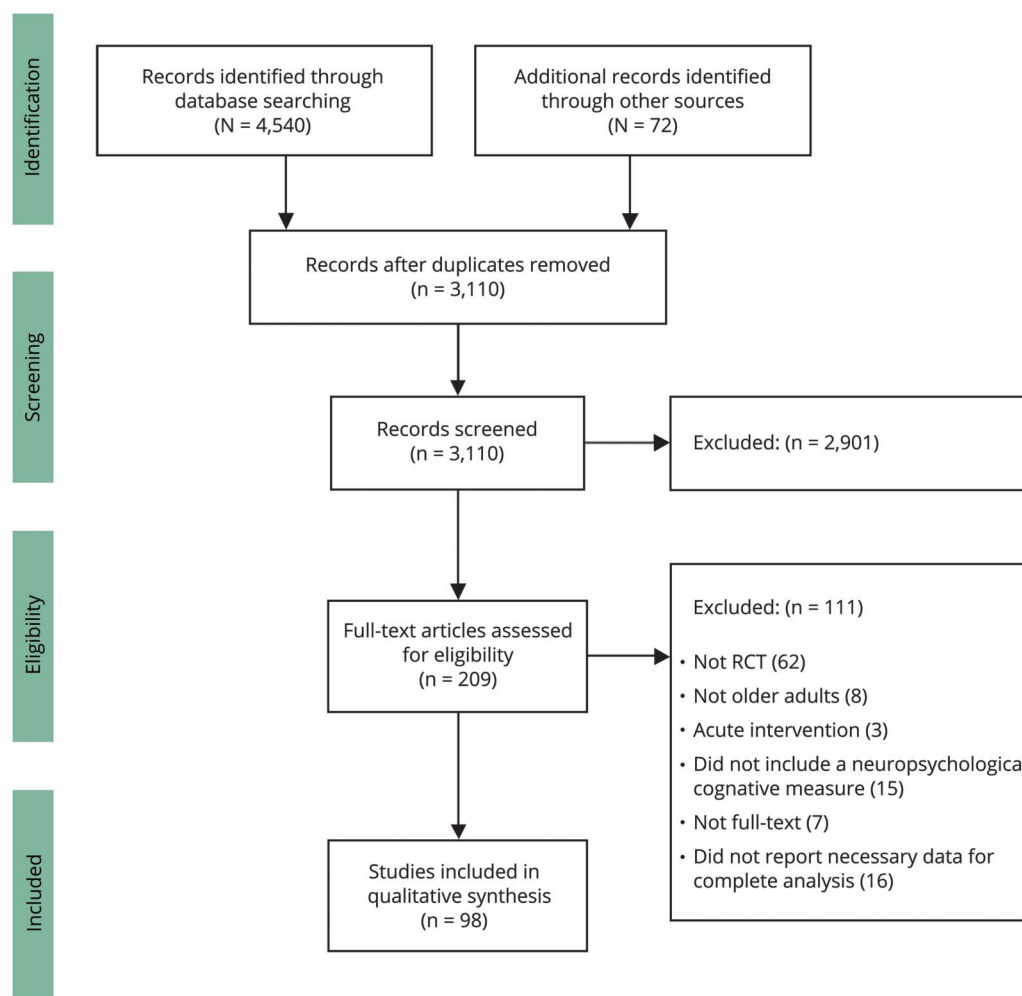 Identification
Records identified through
database searching
(N = 4,540)
Additional records identified
through other sources
(N = 72)
Records after duplicates removed
(n = 3,110)
Screening
Records screened
(n = 3,110)
Excluded: (n = 2,901)
Eligibility
Full-text articles assessed
for eligibility
(n = 209)
Excluded: (n = 111)
• Not RCT (62)
• Not older adults (8)
• Acute intervention (3)
• Did not include a neuropsychologica
cognitive measure (15)
• Not full-text (7)
• Did not report necessary data for
complete analysis (16)
Included
Studies included in
qualitative synthesis
(n = 98)